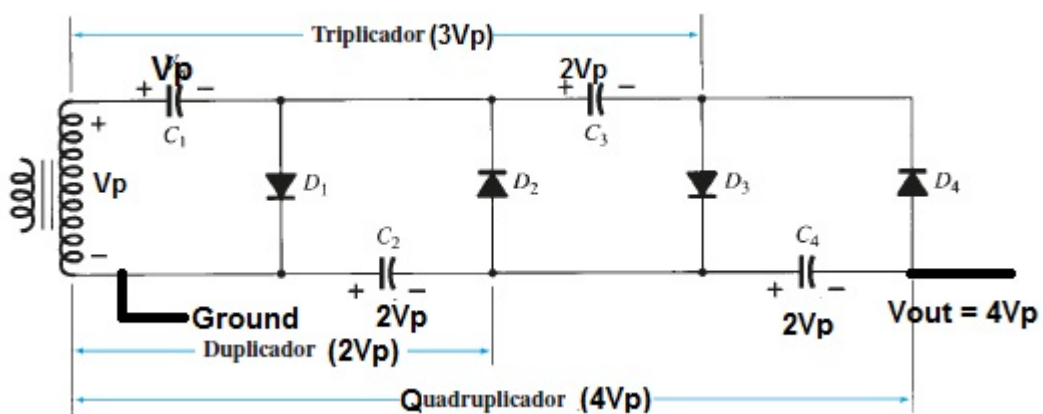 Triplicador (3Vp)
Vp
2Vp
+ − + −
C1 C3
+
Vp
D1 D2 D3 D4
−
C2 C4
+ − + −
Ground
2Vp 2Vp
Vout = 4Vp
Duplicador (2Vp)
Quadruplicador (4Vp)